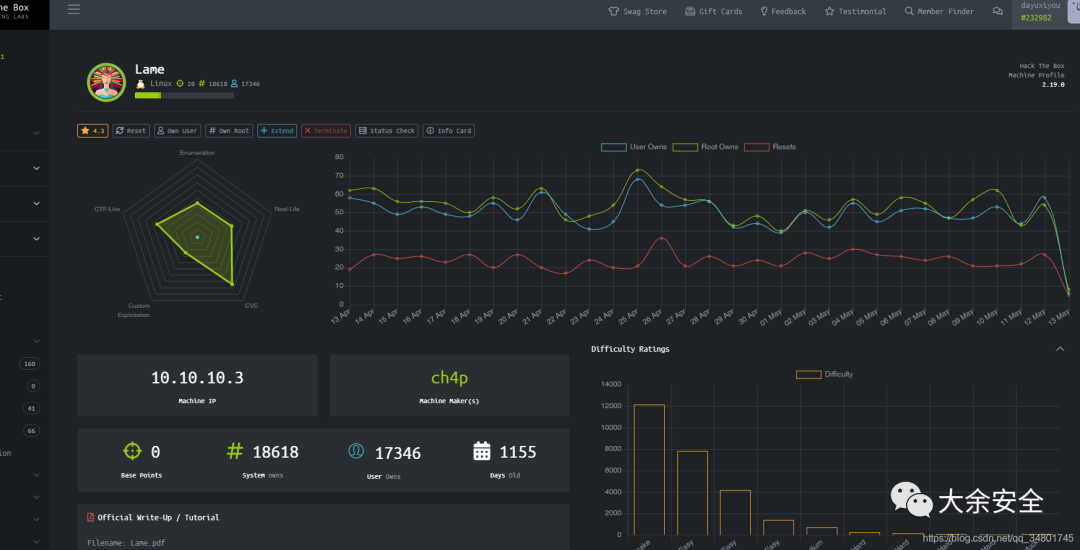 he Box
ING LABS
Swag Store
Gift Cards
Feedback
Testimonial
Member Finder
dayuxiyou
#232982
Lame
Linux 20 # 18618 17346
Hack The Box
Machine Profile
2.19.0
4.3
Reset
Own User
# Own Root
Extend
Terminate
Status Check
Info Card
Enumeration
CTF-Like
Real-Life
Custom
Exploitation
CVE
User Owns
Root Owns
Resets
80
70
60
50
40
30
20
10
0
13 Apr
14 Apr
15 Apr
16 Apr
17 Apr
18 Apr
19 Apr
20 Apr
21 Apr
22 Apr
23 Apr
24 Apr
25 Apr
26 Apr
27 Apr
28 Apr
29 Apr
30 Apr
01 May
02 May
03 May
04 May
05 May
06 May
07 May
08 May
09 May
10 May
11 May
12 May
13 May
160
0
41
66
ion
10.10.10.3
Machine IP
ch4p
Machine Maker(s)
0
Base Points
# 18618
System owns
17346
User Owns
1155
Days Old
Official Write-Up / Tutorial
Filename: Lame.pdf
Difficulty Ratings
Difficulty
14000
12000
10000
8000
6000
4000
2000
0
ake
Easy
Easy
Easy
dium
Hard
Hard
大余安全
https://blog.csdn.net/qq_34801745